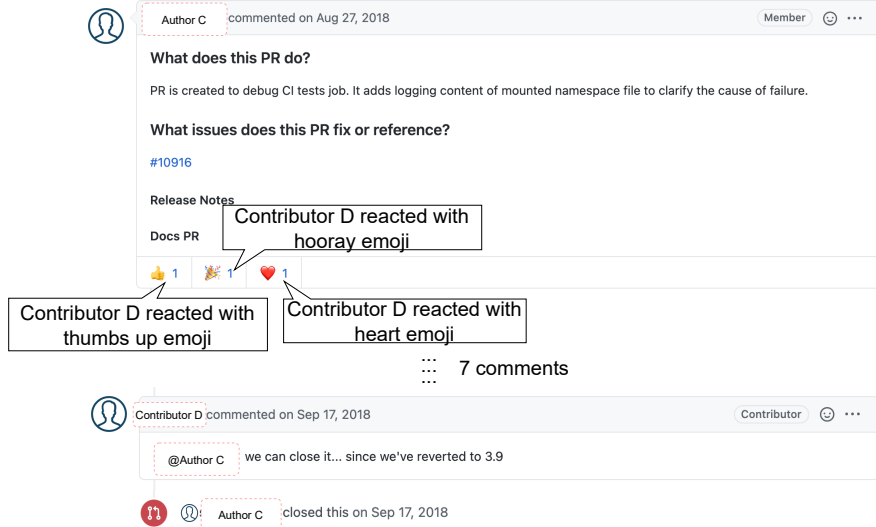 Author C commented on Aug 27, 2018 Member
What does this PR do?
PR is created to debug CI tests job. It adds logging content of mounted namespace file to clarify the cause of failure.
What issues does this PR fix or reference?
#10916
Release Notes
Contributor D reacted with
hooray emoji
Docs PR
👍 1 🎉 1 ❤️ 1
Contributor D reacted with
thumbs up emoji
Contributor D reacted with
heart emoji
7 comments
Contributor D commented on Sep 17, 2018 Contributor
@Author C we can close it... since we've reverted to 3.9
Author C closed this on Sep 17, 2018